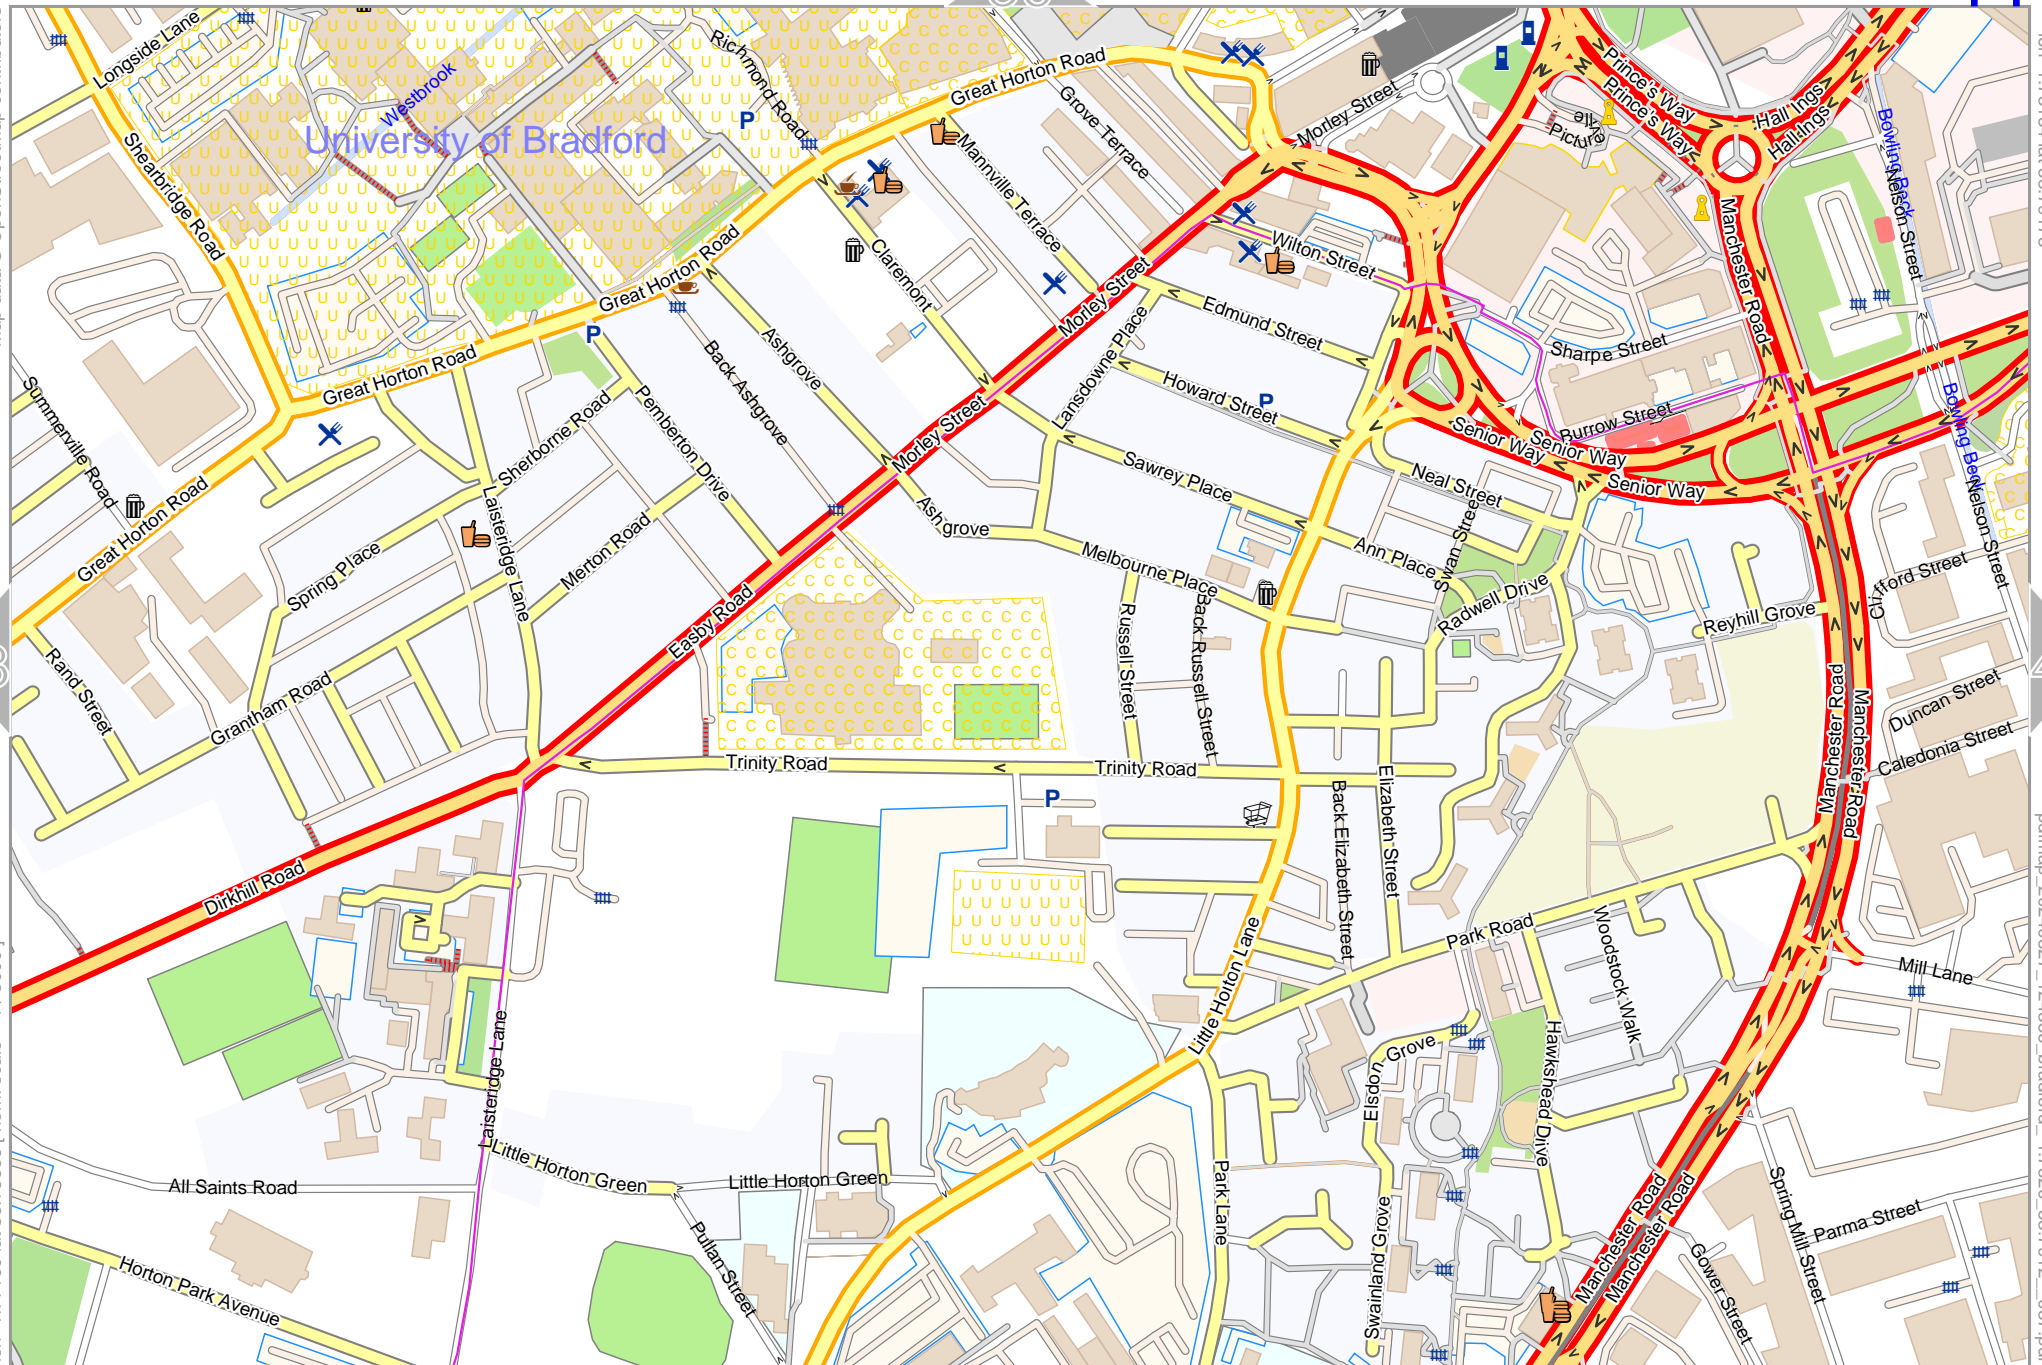 Longside Lane
Westbrook
University of Bradford
Richmond Road
P
Great Horton Road
Grove Terrace
Morley Street
Prince's Way
Prince's Way
Hall Ings
Hall Ings
Picture
ville
Bowling Beck
Nelson Street
Shearbridge Road
Mannville Terrace
Claremont
Great Horton Road
Wilton Street
Manchester Road
Morley Street
Edmund Street
Sharpe Street
P
Great Horton Road
Ashgrove
Back Ashgrove
Lansdowne Place
Howard Street
P
Burrow Street
Bowling Beck
Summerville Road
Sherborne Road
Pemberton Drive
Morley Street
Senior Way
Senior Way
Senior Way
Sawrey Place
Neal Street
Nelson Street
Great Horton Road
Laisteridge Lane
Ashgrove
Swan Street
Spring Place
Merton Road
Melbourne Place
Ann Place
Radwell Drive
Clifford Street
Reyhill Grove
Easby Road
Russell Street
Back Russell Street
Rand Street
Grantham Road
Manchester Road
Manchester Road
Duncan Street
Caledonia Street
Trinity Road
Trinity Road
P
Elizabeth Street
Back Elizabeth Street
Dirkhill Road
Little Horton Lane
Park Road
Woodstock Walk
Mill Lane
Laisteridge Lane
Elsdon Grove
Hawkshead Drive
Little Horton Green
Little Horton Green
All Saints Road
Park Lane
Swainland Grove
Manchester Road
Manchester Road
Spring Mill Street
Parma Street
Gower Street
Pullan Street
Horton Park Avenue